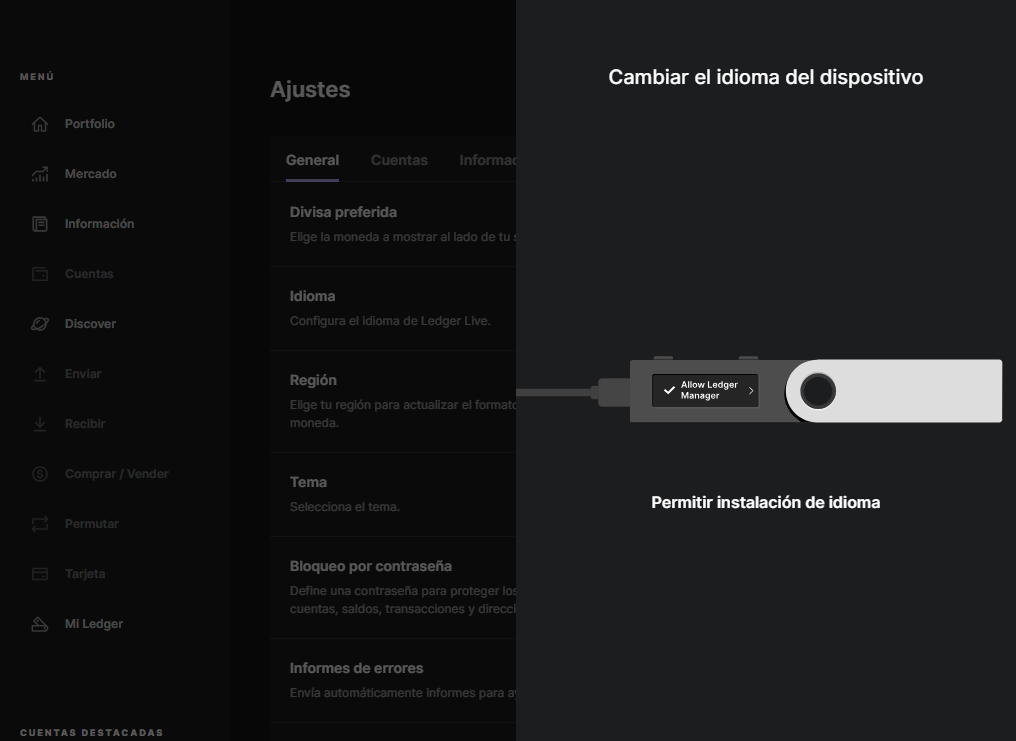 MENÚ
Portfolio
Mercado
Información
Cuentas
Discover
Enviar
Recibir
Comprar / Vender
Permutar
Tarjeta
Mi Ledger
CUENTAS DESTACADAS
Ajustes
General Cuentas Informac
Divisa preferida
Elige la moneda a mostrar al lado de tu s
Idioma
Configura el idioma de Ledger Live.
Región
Elige tu región para actualizar el formato
moneda.
Tema
Selecciona el tema.
Bloqueo por contraseña
Define una contraseña para proteger los
cuentas, saldos, transacciones y direcci
Informes de errores
Envía automáticamente informes para ay
Cambiar el idioma del dispositivo
Allow Ledger
Manager
Permitir instalación de idioma